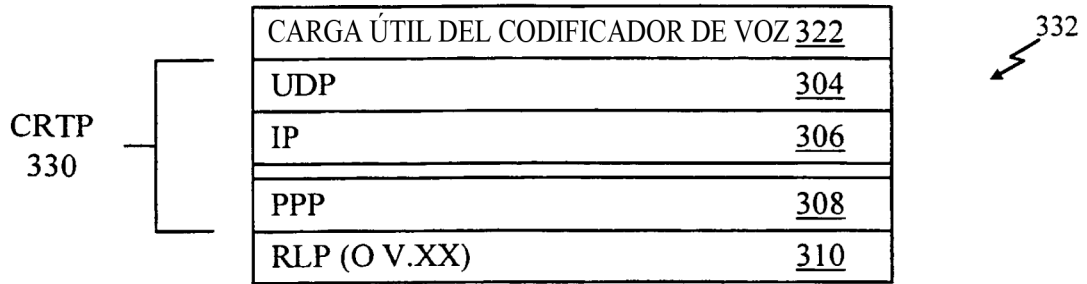 CARGA ÚTIL DEL CODIFICADOR DE VOZ 322
332
UDP 304
CRTP
330
IP 306
PPP 308
RLP (O V.XX) 310